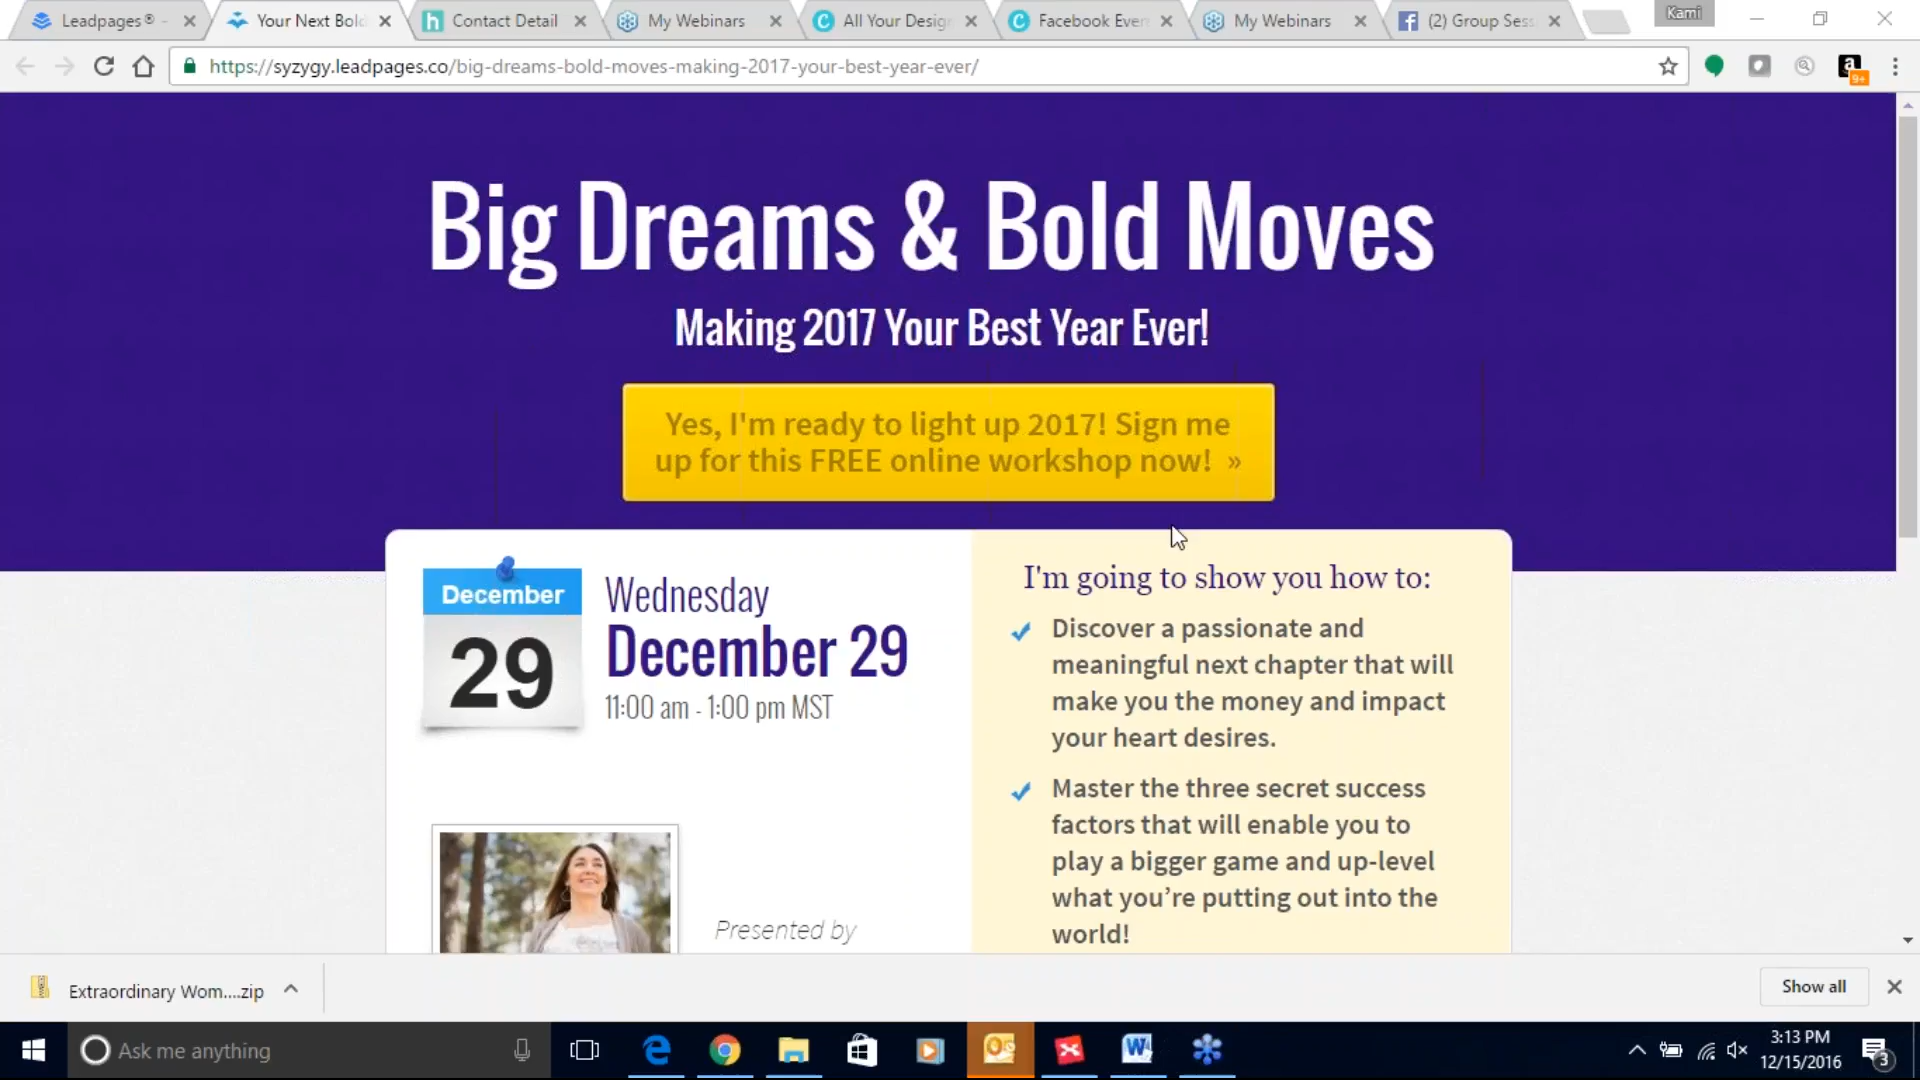 Leadpages® -
Your Next Bold
Contact Detail
My Webinars
All Your Design
Facebook Even
My Webinars
(2) Group Sess
Kami
https://syzygy.leadpages.co/big-dreams-bold-moves-making-2017-your-best-year-ever/
9+
Big Dreams & Bold Moves
Making 2017 Your Best Year Ever!
Yes, I'm ready to light up 2017! Sign me
up for this FREE online workshop now! »
December
29
Wednesday
December 29
11:00 am - 1:00 pm MST
Presented by
I'm going to show you how to:
Discover a passionate and
meaningful next chapter that will
make you the money and impact
your heart desires.
Master the three secret success
factors that will enable you to
play a bigger game and up-level
what you’re putting out into the
world!
Extraordinary Wom....zip
Show all
Ask me anything
3:13 PM
12/15/2016
3